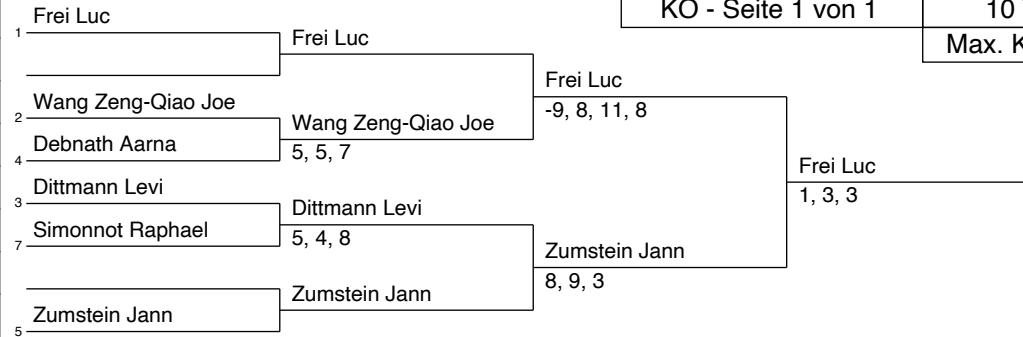 KO - Seite 1 von 1
10
Max. K
1 Frei Luc
Frei Luc
Frei Luc
-9, 8, 11, 8
2 Wang Zeng-Qiao Joe
Wang Zeng-Qiao Joe
5, 5, 7
4 Debnath Aarna
Frei Luc
1, 3, 3
3 Dittmann Levi
Dittmann Levi
5, 4, 8
7 Simonnot Raphael
Zumstein Jann
8, 9, 3
Zumstein Jann
5 Zumstein Jann